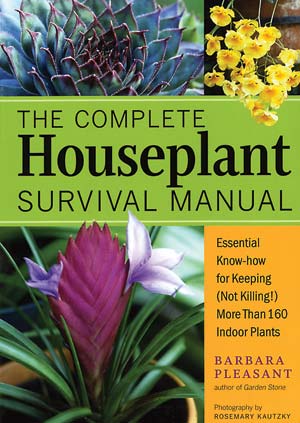 THE COMPLETE
Houseplant
SURVIVAL MANUAL
Essential
Know-how
for Keeping
(Not Killing!)
More Than 160
Indoor Plants
BARBARA
PLEASANT
author of Garden Stone
Photography by
ROSEMARY KAUTZKY